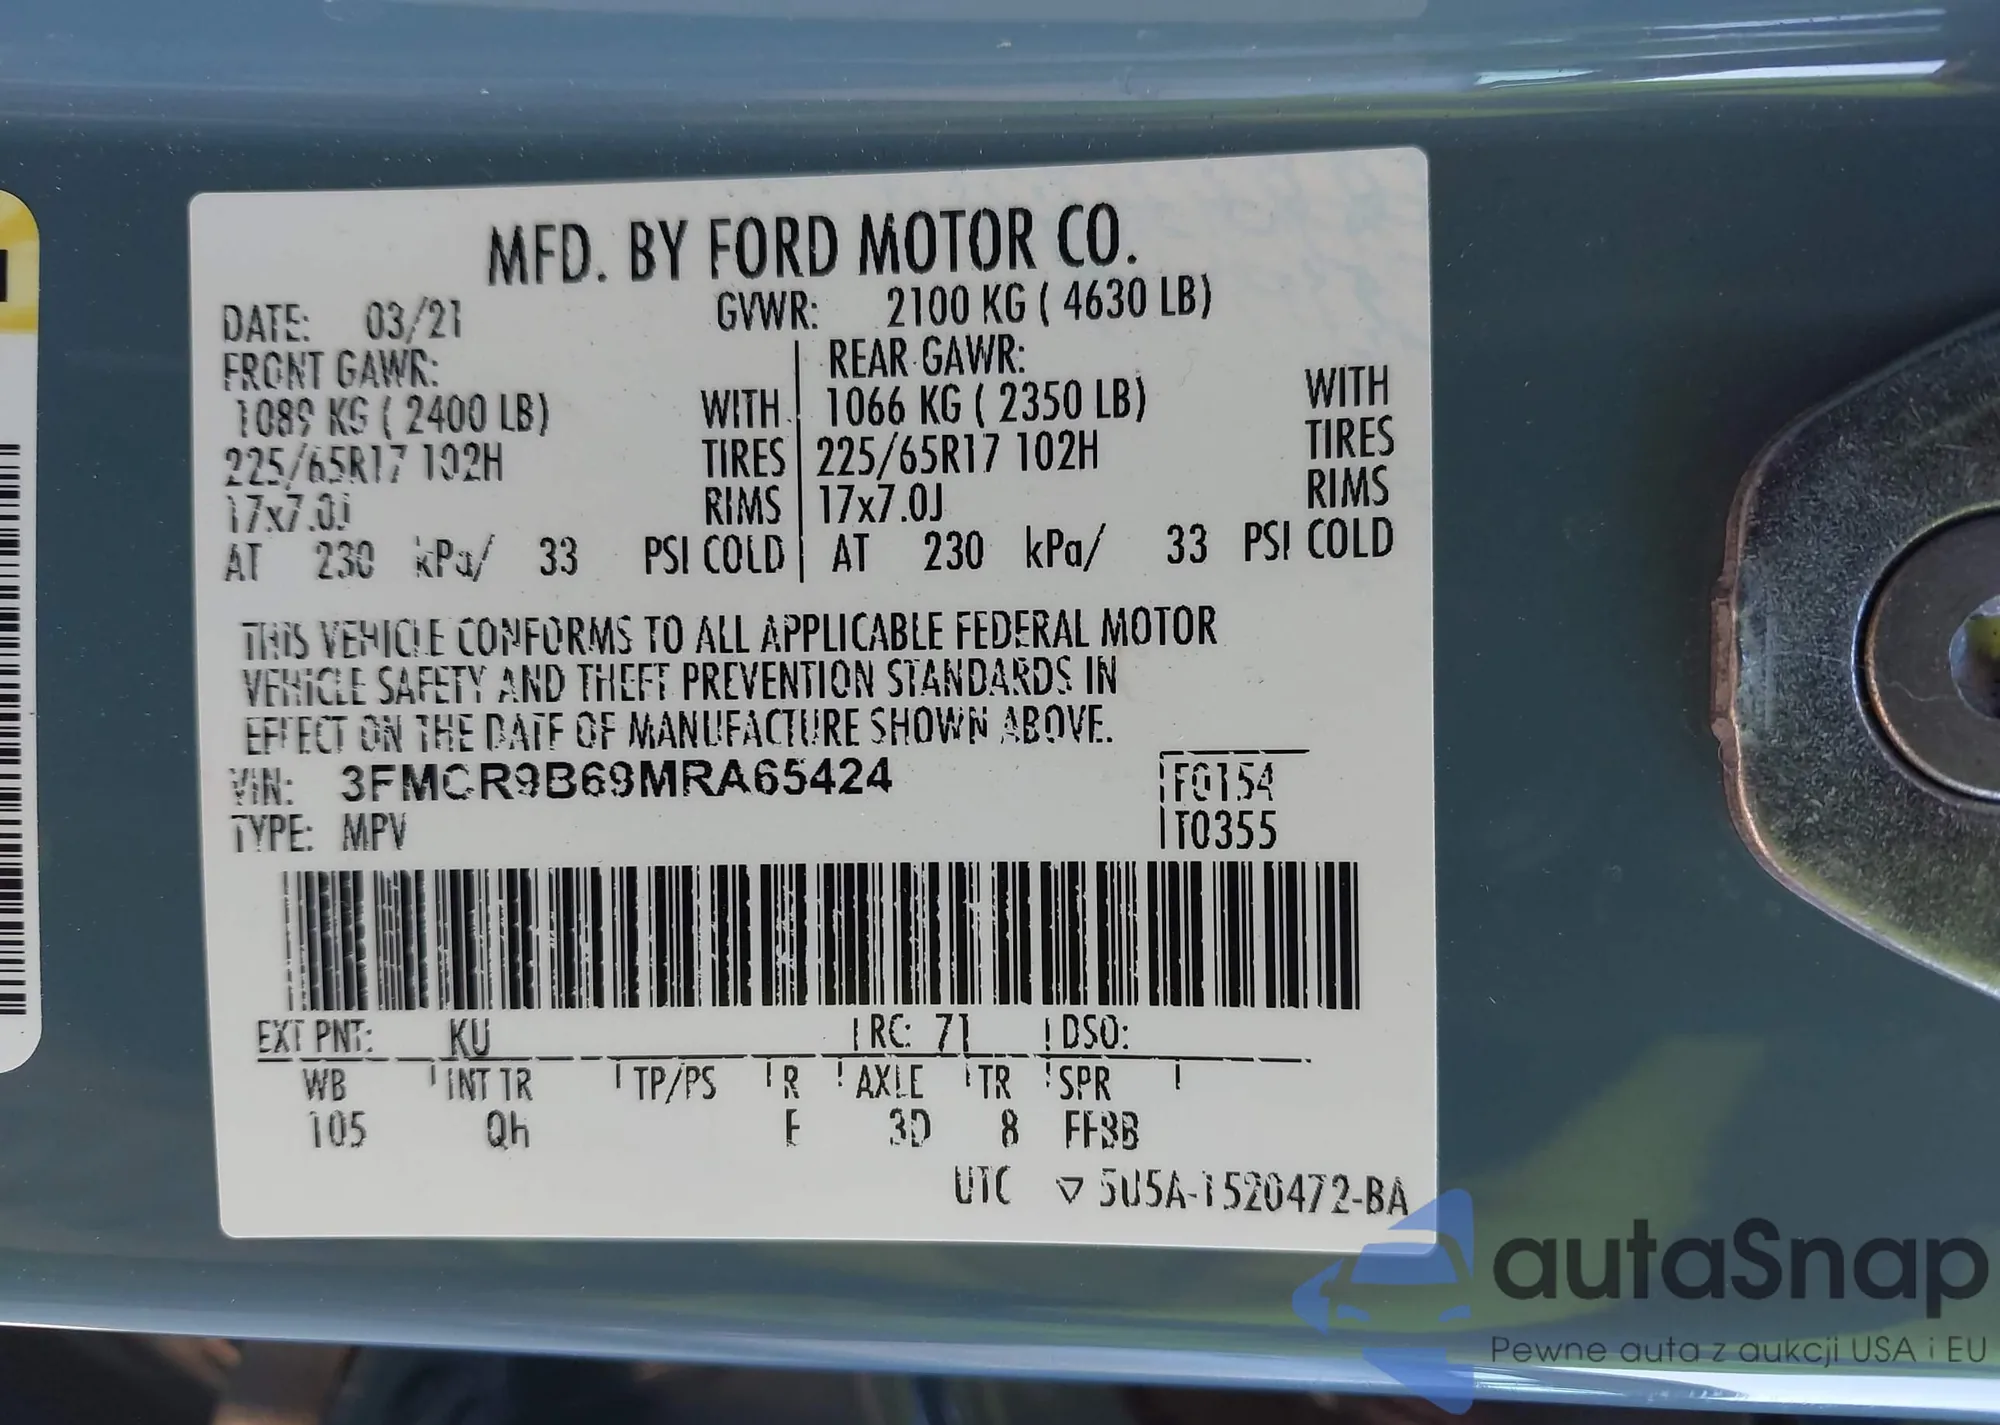 MFD. BY FORD MOTOR CO.
DATE: 03/21 GVWR: 2100 KG ( 4630 LB)
FRONT GAWR: REAR GAWR:
1089 KG ( 2400 LB) WITH 1066 KG ( 2350 LB) WITH
225/65R17 102H TIRES 225/65R17 102H TIRES
17x7.0J RIMS 17x7.0J RIMS
AT 230 kPa/ 33 PSI COLD AT 230 kPa/ 33 PSI COLD
THIS VEHICLE CONFORMS TO ALL APPLICABLE FEDERAL MOTOR
VEHICLE SAFETY AND THEFT PREVENTION STANDARDS IN
EFFECT ON THE DATE OF MANUFACTURE SHOWN ABOVE.
VIN: 3FMCR9B69MRA65424 F0154
TYPE: MPV T0355
EXT PNT: KU RC: 71 DSO:
WB INT TR TP/PS R AXLE TR SPR
105 Qh E 3D 8 FFBB
UTC ▽ 5U5A-1520472-BA
autaSnap
Pewne auta z aukcji USA i EU